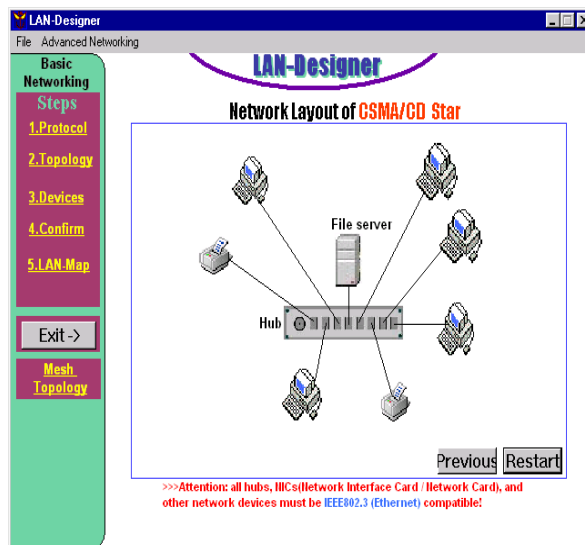 LAN-Designer
File Advanced Networking
Basic
Networking
Steps
1.Protocol
2.Topology
3.Devices
4.Confirm
5.LAN-Map
Exit->
Mesh
Topology
LAN-Designer
Network Layout of CSMA/CD Star
File server
Hub
Previous Restart
>>>Attention: all hubs, NICs(Network Interface Card / Network Card), and
other network devices must be IEEE802.3 (Ethernet) compatible!